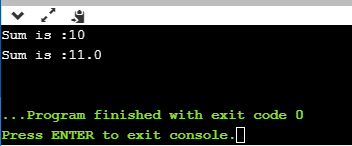 Sum is :10
Sum is :11.0
...Program finished with exit code 0
Press ENTER to exit console.